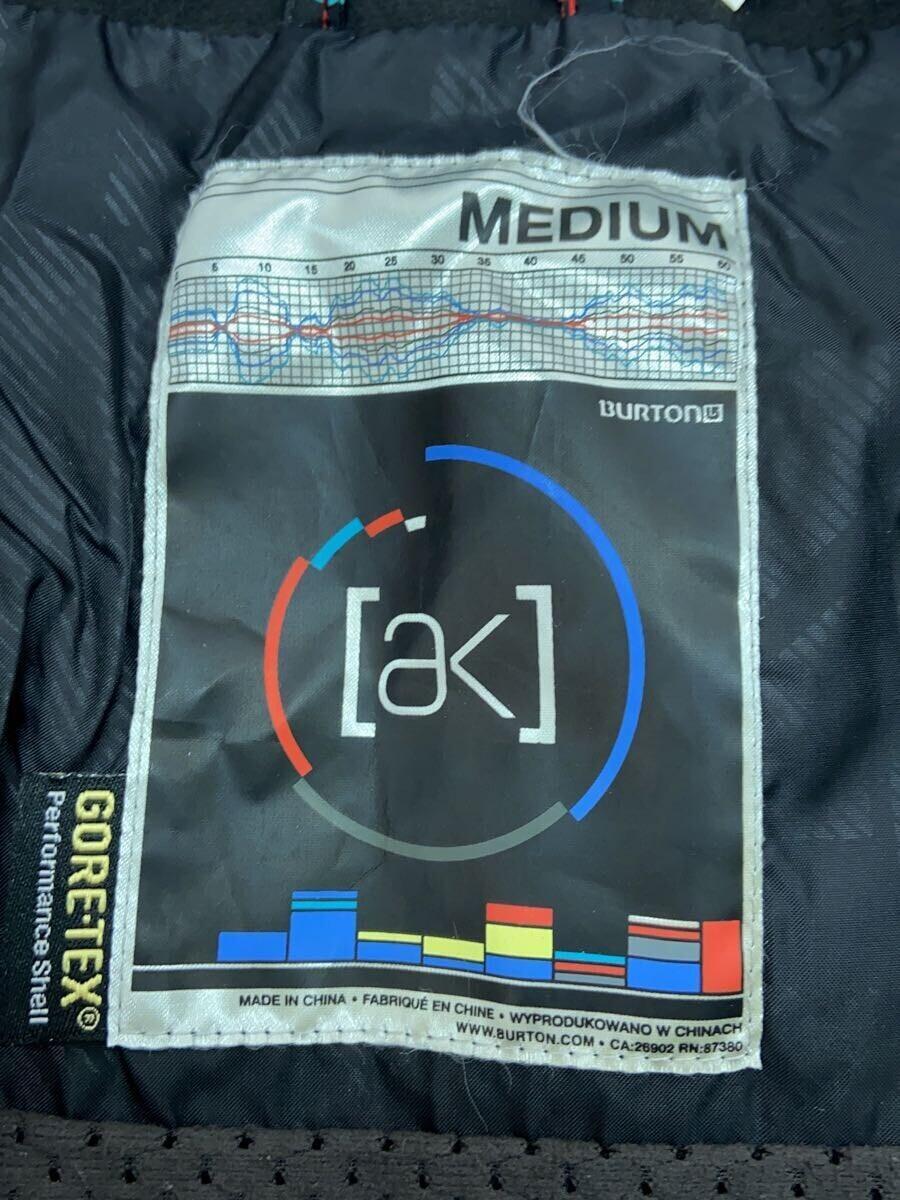 MEDIUM
5 10 15 20 25 30 35 40 45 50 55 60
BURTON
[ak]
GORE-TEX®
Performance Shell
MADE IN CHINA • FABRIQUÉ EN CHINE • WYPRODUKOWANO W CHINACH
WWW.BURTON.COM • CA:26902 RN:87380